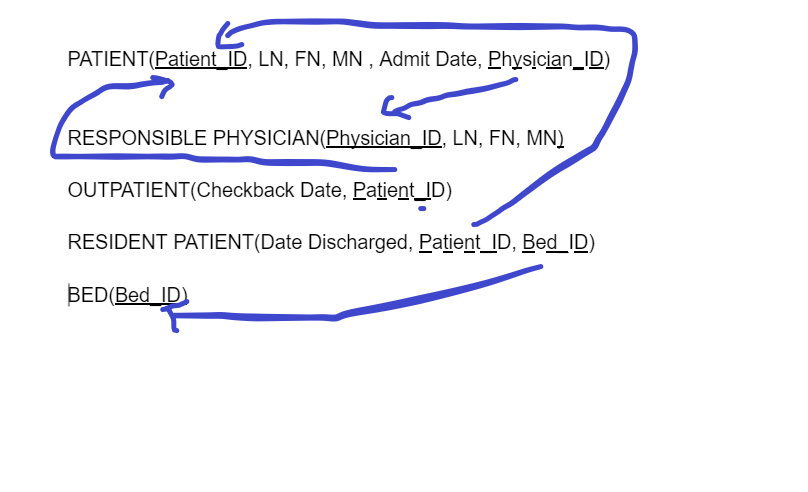 PATIENT(Patient_ID, LN, FN, MN , Admit Date, Physician_ID)
RESPONSIBLE PHYSICIAN(Physician_ID, LN, FN, MN)
OUTPATIENT(Checkback Date, Patient_ID)
RESIDENT PATIENT(Date Discharged, Patient_ID, Bed_ID)
BED(Bed_ID)